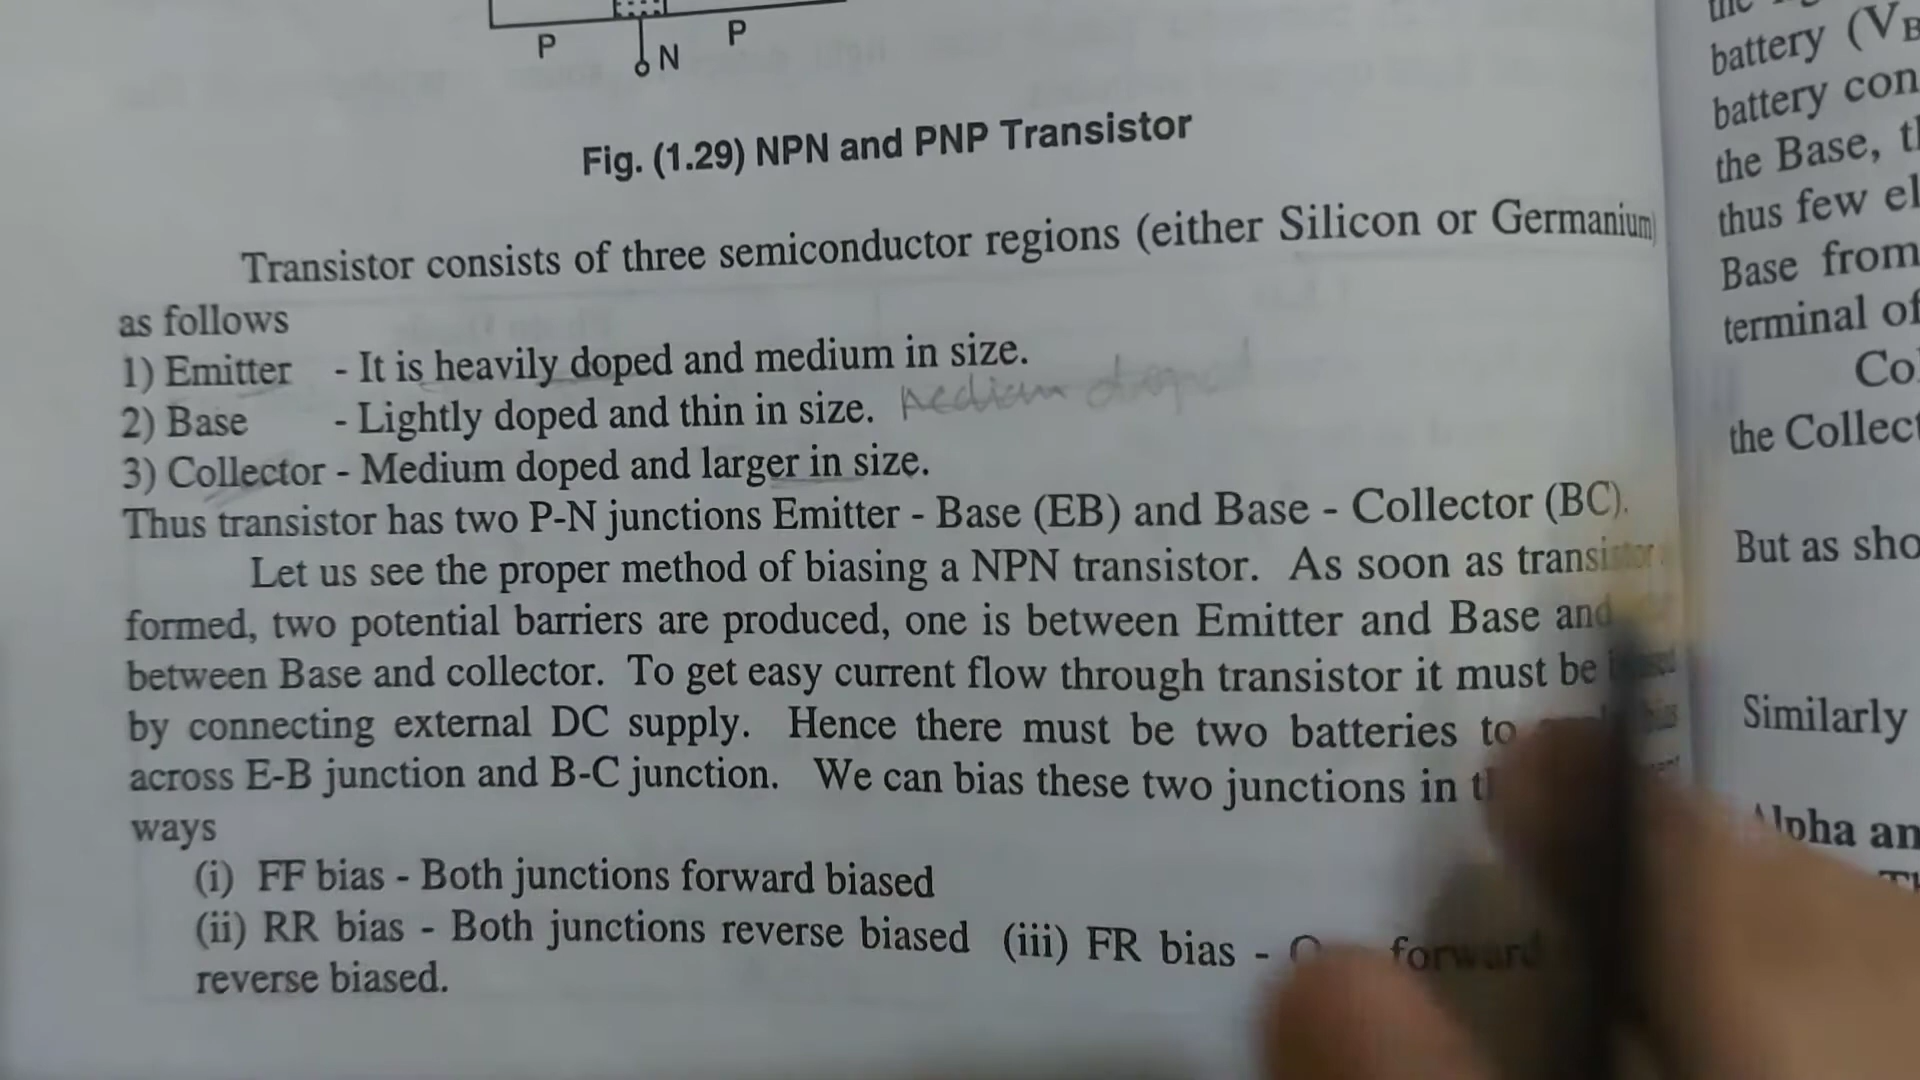 P
N
P
Fig. (1.29) NPN and PNP Transistor
Transistor consists of three semiconductor regions (either Silicon or Germanium)
as follows
1) Emitter - It is heavily doped and medium in size.
2) Base - Lightly doped and thin in size. medium doped
3) Collector - Medium doped and larger in size.
Thus transistor has two P-N junctions Emitter - Base (EB) and Base - Collector (BC).
Let us see the proper method of biasing a NPN transistor. As soon as transistor
formed, two potential barriers are produced, one is between Emitter and Base and
between Base and collector. To get easy current flow through transistor it must be
by connecting external DC supply. Hence there must be two batteries to
across E-B junction and B-C junction. We can bias these two junctions in
ways
(i) FF bias - Both junctions forward biased
(ii) RR bias - Both junctions reverse biased (iii) FR bias - forward
reverse biased.
battery (VB
battery con
the Base,
thus few el
Base from
terminal of
Co
the Collect
But as sho
Similarly
Alpha an